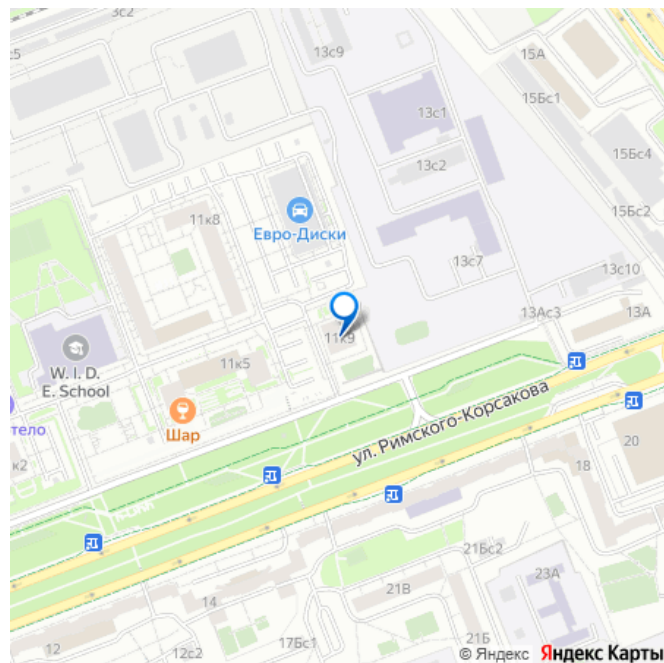 3с2
с5
13с9
15А
13с1
15Бс1
13с2
15Бс4
11к8
15Бс2
Евро-Диски
13с7
13с10
13Ас3
13А
11к9
W. I. D.
E. School
11к5
тело
Шар
ул. Римского-Корсакова
к2
20
18
21Бс2
23А
21В
14
12
12с2
17Бс1
21Б
© Яндекс Яндекс Карты